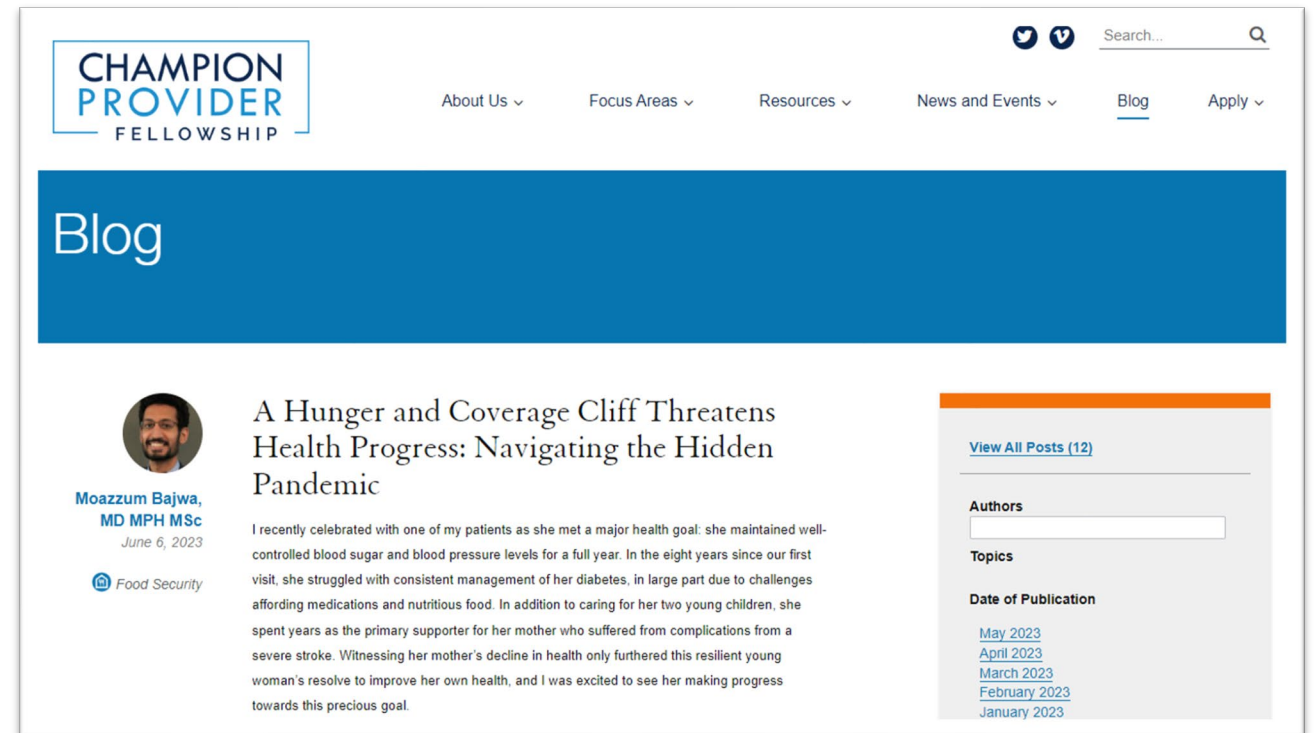 CHAMPION
PROVIDER
FELLOWSHIP
Search...
About Us
Focus Areas
Resources
News and Events
Blog
Apply
Blog
Moazzum Bajwa,
MD MPH MSc
June 6, 2023
Food Security
A Hunger and Coverage Cliff Threatens
Health Progress: Navigating the Hidden
Pandemic
I recently celebrated with one of my patients as she met a major health goal: she maintained well-
controlled blood sugar and blood pressure levels for a full year. In the eight years since our first
visit, she struggled with consistent management of her diabetes, in large part due to challenges
affording medications and nutritious food. In addition to caring for her two young children, she
spent years as the primary supporter for her mother who suffered from complications from a
severe stroke. Witnessing her mother’s decline in health only furthered this resilient young
woman’s resolve to improve her own health, and I was excited to see her making progress
towards this precious goal.
View All Posts (12)
Authors
Topics
Date of Publication
May 2023
April 2023
March 2023
February 2023
January 2023